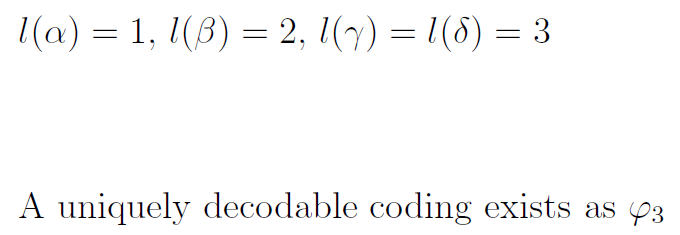 l(α) = 1, l(β) = 2, l(γ) = l(δ) = 3
A uniquely decodable coding exists as φ₃